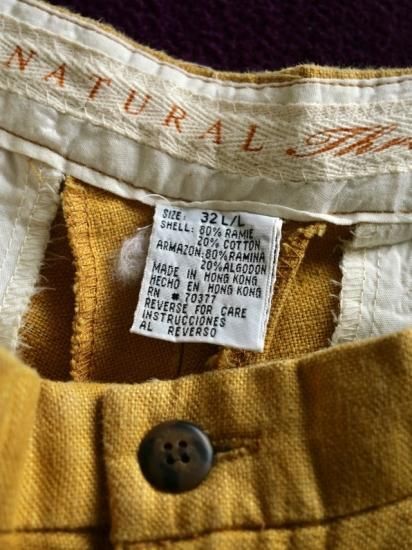 NATURAL
SIZE: 32 L/L
SHELL: 80% RAMIE
20% COTTON
ARMAZON: 80% RAMINA
20% ALGODON
MADE IN HONG KONG
HECHO EN HONG KONG
RN # 70377
REVERSE FOR CARE
INSTRUCCIONES
AL REVERSO